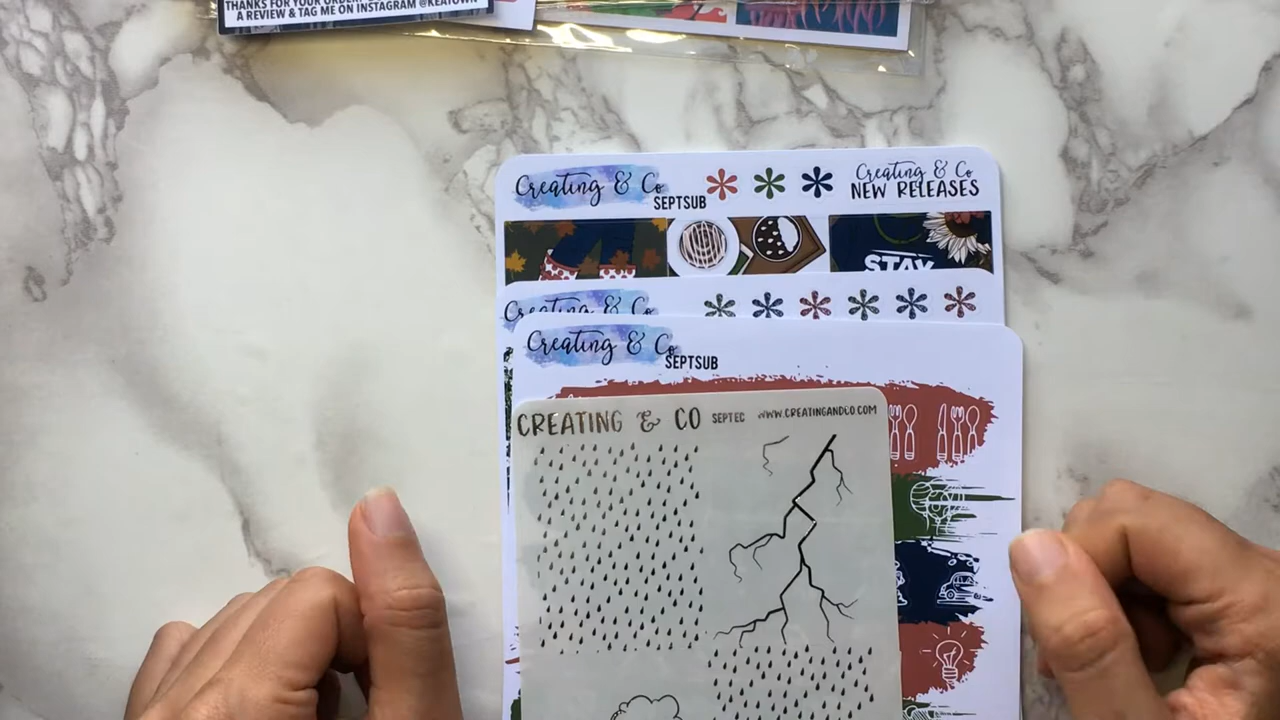 THANKS FOR YOUR ORDER
A REVIEW & TAG ME ON INSTAGRAM @KEATOWN
Creating & Co
SEPTSUB
Creating & Co
NEW RELEASES
STAY
Creating & Co
Creating & Co
SEPTSUB
CREATING & CO SEPTEC WWW.CREATINGANDCO.COM